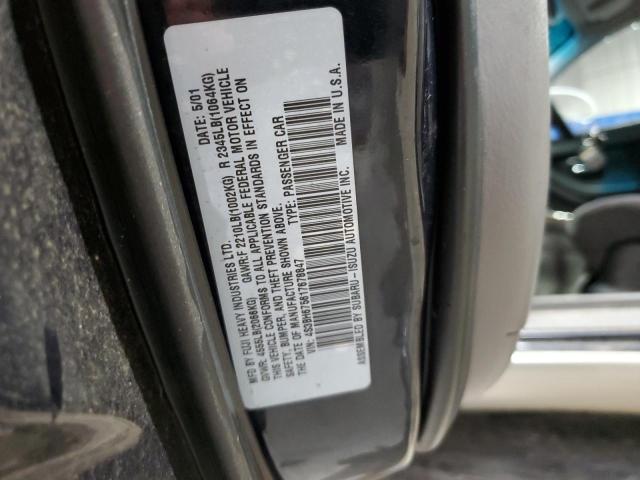 MFD BY FUJI HEAVY INDUSTRIES LTD. DATE: 5/01
GVWR: 4555LB(2066KG) GAWR:F 2210LB(1002KG) R 2345LB(1064KG)
THIS VEHICLE CONFORMS TO ALL APPLICABLE FEDERAL MOTOR VEHICLE
SAFETY, BUMPER, AND THEFT PREVENTION STANDARDS IN EFFECT ON
THE DATE OF MANUFACTURE SHOWN ABOVE.
VIN: 4S3BH675617678847 TYPE: PASSENGER CAR
ASSEMBLED BY SUBARU-ISUZU AUTOMOTIVE INC. MADE IN U.S.A.